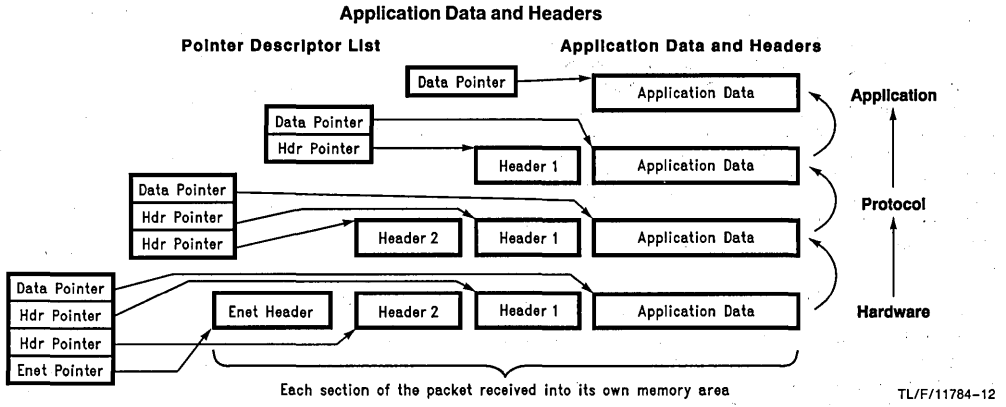 Application Data and Headers
Pointer Descriptor List
Application Data and Headers
Data Pointer
Application Data
Application
Data Pointer
Hdr Pointer
Header 1
Application Data
Data Pointer
Hdr Pointer
Hdr Pointer
Header 2
Header 1
Application Data
Protocol
Data Pointer
Hdr Pointer
Hdr Pointer
Enet Pointer
Enet Header
Header 2
Header 1
Application Data
Hardware
Each section of the packet received into its own memory area
TL/F/11784-12